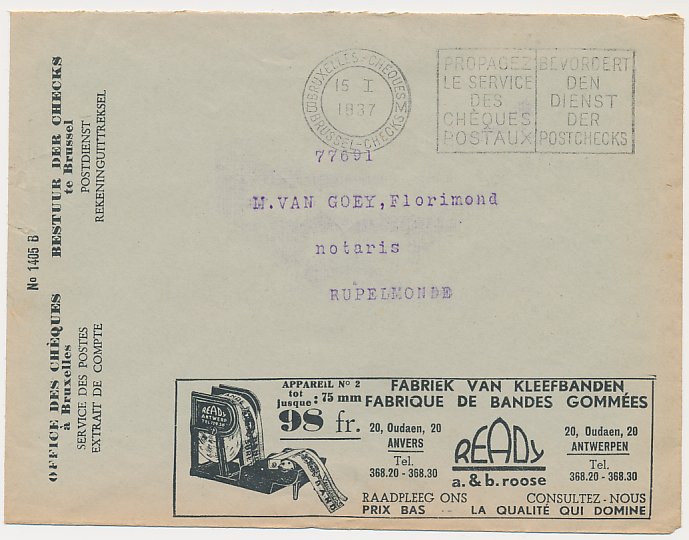 BRUXELLES-CHÈQUES
15 I
1937
BRUSSEL-CHECKS
PROPAGEZ
LE SERVICE
DES
CHÈQUES
POSTAUX
BEVORDERT
DEN
DIENST
DER
POSTCHECKS
77691
M.VAN GOEY,Florimond
notaris
RUPELMONDE
No 1405 B
OFFICE DES CHÈQUES
à Bruxelles
SERVICE DES POSTES
EXTRAIT DE COMPTE
BESTUUR DER CHECKS
te Brussel
POSTDIENST
REKENINGUITTREKSEL
APPAREIL No 2
tot
jusque : 75 mm
98 fr.
READY
ANTWERP
FABRIEK VAN KLEEFBANDEN
FABRIQUE DE BANDES GOMMÉES
20, Oudaen, 20
ANVERS
Tel.
368.20 - 368.30
READY
a. & b. roose
20, Oudaen, 20
ANTWERPEN
Tel.
368.20 - 368.30
RAADPLEEG ONS CONSULTEZ - NOUS
PRIX BAS — LA QUALITÉ QUI DOMINE